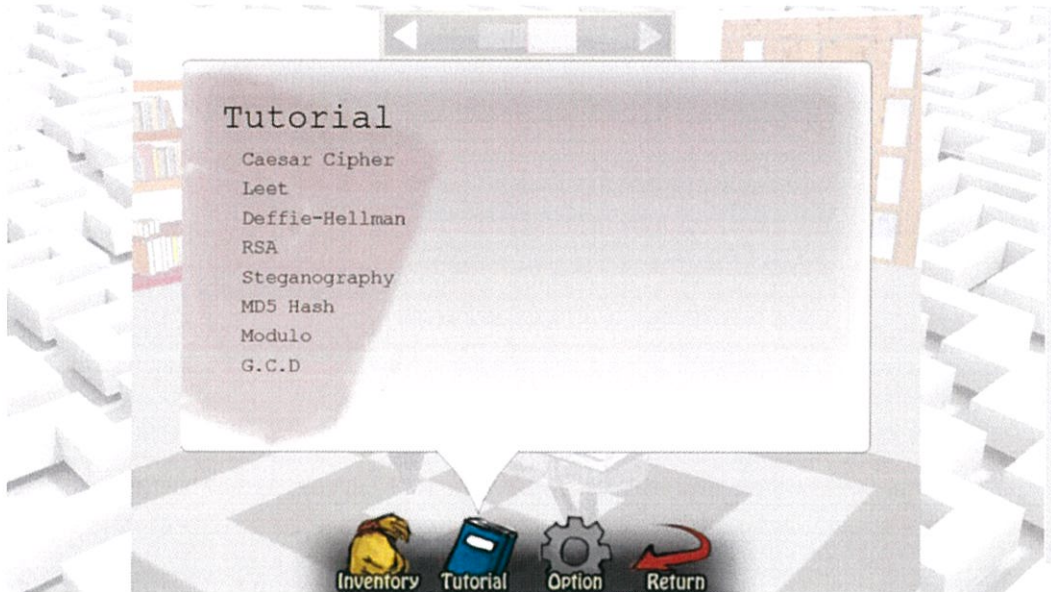 Tutorial
Caesar Cipher
Leet
Deffie-Hellman
RSA
Steganography
MD5 Hash
Modulo
G.C.D
Inventory Tutorial Option Return